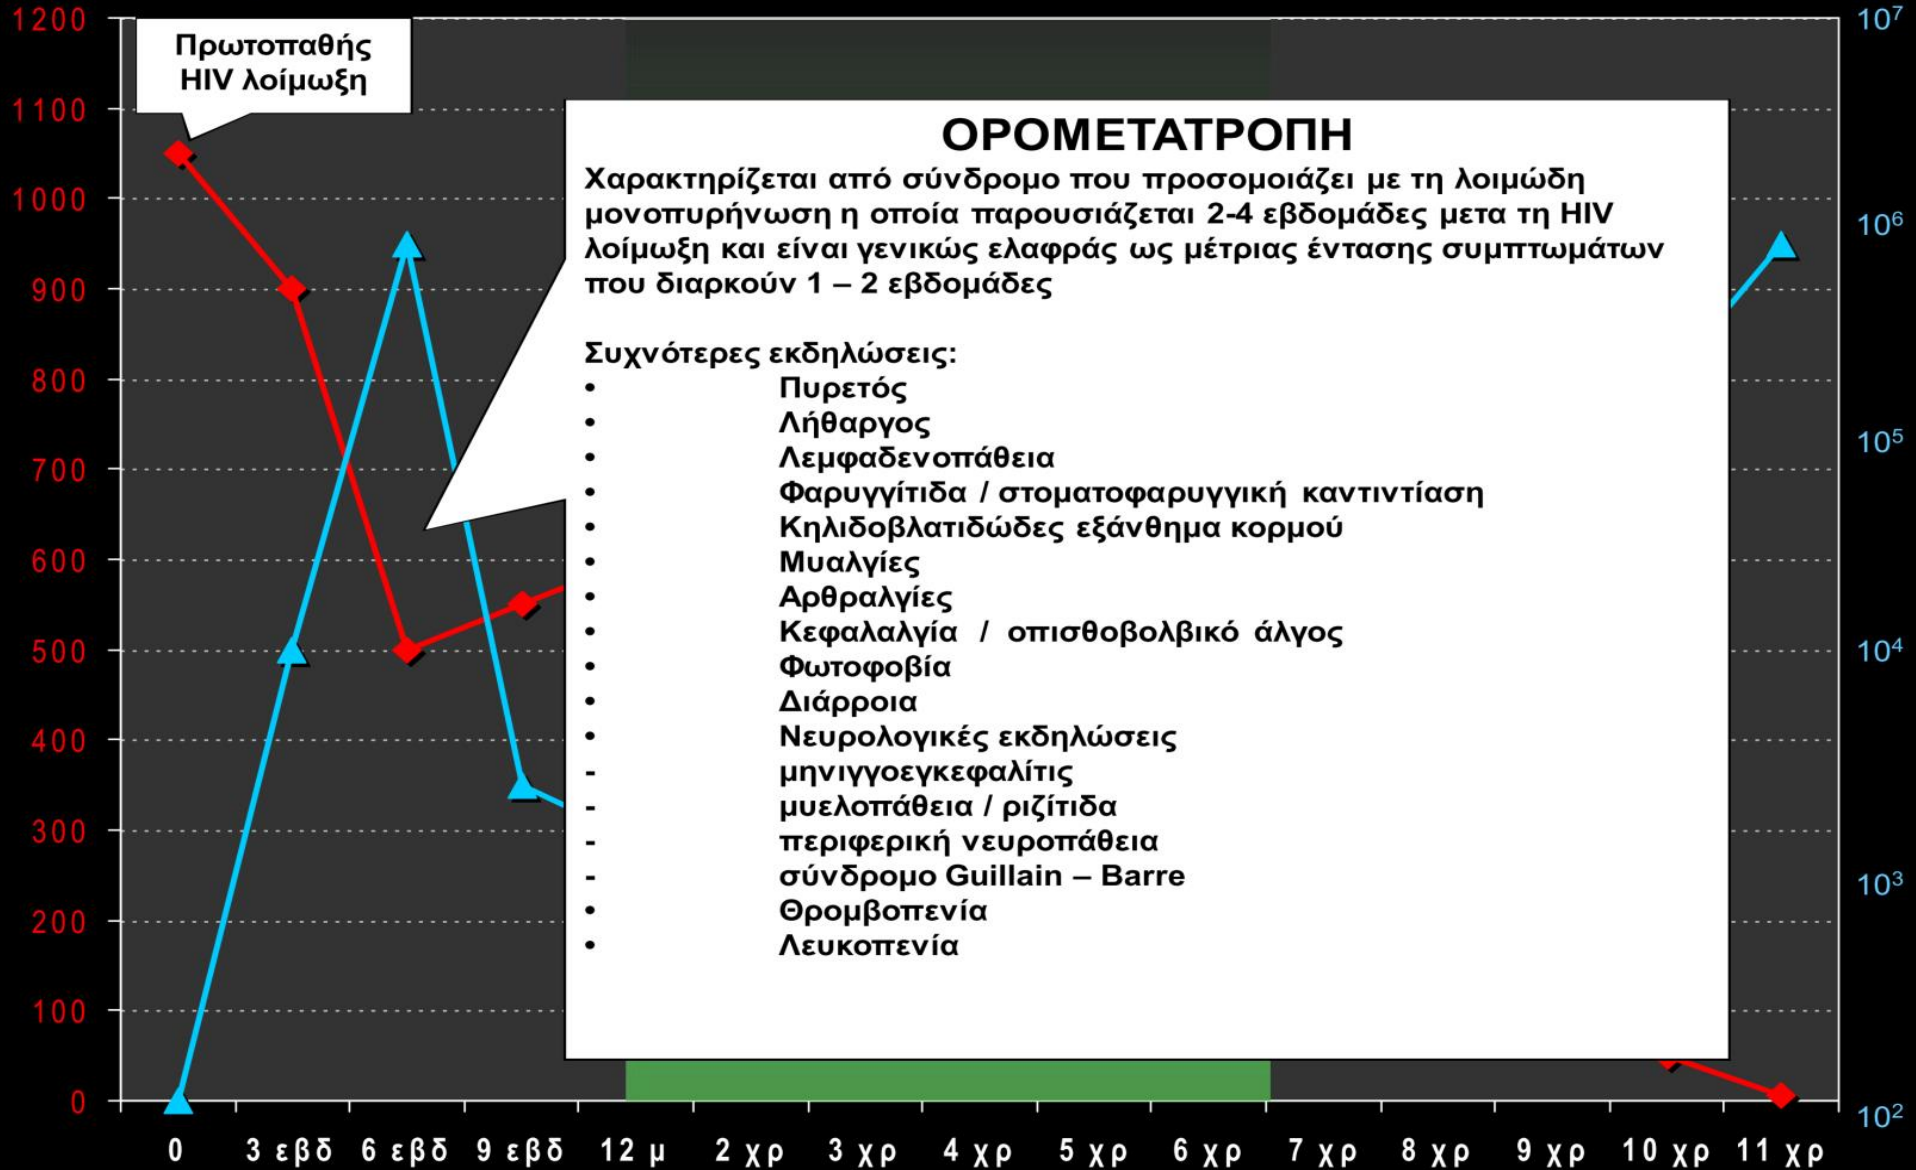 1200
1100
1000
900
800
700
600
500
400
300
200
100
0
Πρωτοπαθής
HIV λοίμωξη
ΟΡΟΜΕΤΑΤΡΟΠΗ
Χαρακτηρίζεται από σύνδρομο που προσομοιάζει με τη λοιμώδη
μονοπυρήνωση η οποία παρουσιάζεται 2-4 εβδομάδες μετα τη HIV
λοίμωξη και είναι γενικώς ελαφράς ως μέτριας έντασης συμπτωμάτων
που διαρκούν 1 – 2 εβδομάδες
Συχνότερες εκδηλώσεις:
• Πυρετός
• Λήθαργος
• Λεμφαδενοπάθεια
• Φαρυγγίτιδα / στοματοφαρυγγική καντιντίαση
• Κηλιδοβλατιδώδες εξάνθημα κορμού
• Μυαλγίες
• Αρθραλγίες
• Κεφαλαλγία / οπισθοβολβικό άλγος
• Φωτοφοβία
• Διάρροια
• Νευρολογικές εκδηλώσεις
- μηνιγγοεγκεφαλίτις
- μυελοπάθεια / ριζίτιδα
- περιφερική νευροπάθεια
- σύνδρομο Guillain – Barre
• Θρομβοπενία
• Λευκοπενία
10⁷
10⁶
10⁵
10⁴
10³
10²
0 3 εβδ 6 εβδ 9 εβδ 12 μ 2 χρ 3 χρ 4 χρ 5 χρ 6 χρ 7 χρ 8 χρ 9 χρ 10 χρ 11 χρ